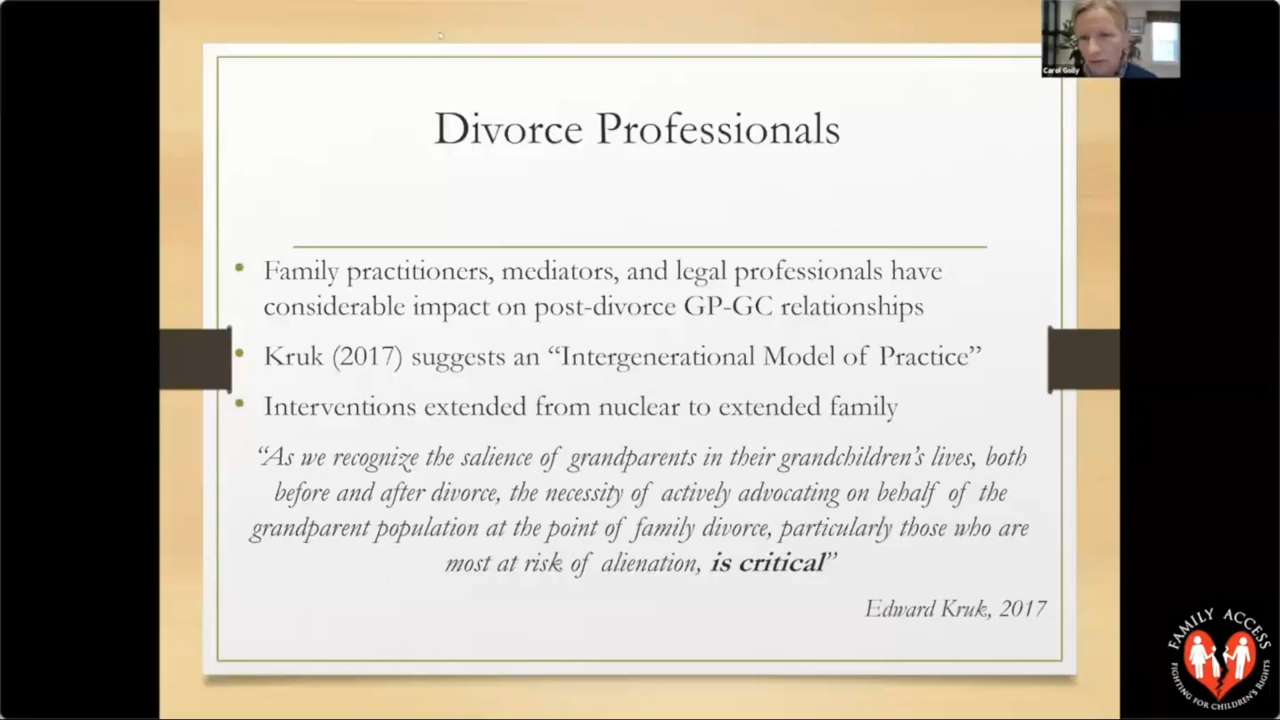 Carol Golly
Divorce Professionals
• Family practitioners, mediators, and legal professionals have
considerable impact on post-divorce GP-GC relationships
• Kruk (2017) suggests an “Intergenerational Model of Practice”
• Interventions extended from nuclear to extended family
“As we recognize the salience of grandparents in their grandchildren’s lives, both
before and after divorce, the necessity of actively advocating on behalf of the
grandparent population at the point of family divorce, particularly those who are
most at risk of alienation, is critical”
Edward Kruk, 2017
FAMILY ACCESS
FIGHTING FOR CHILDREN'S RIGHTS